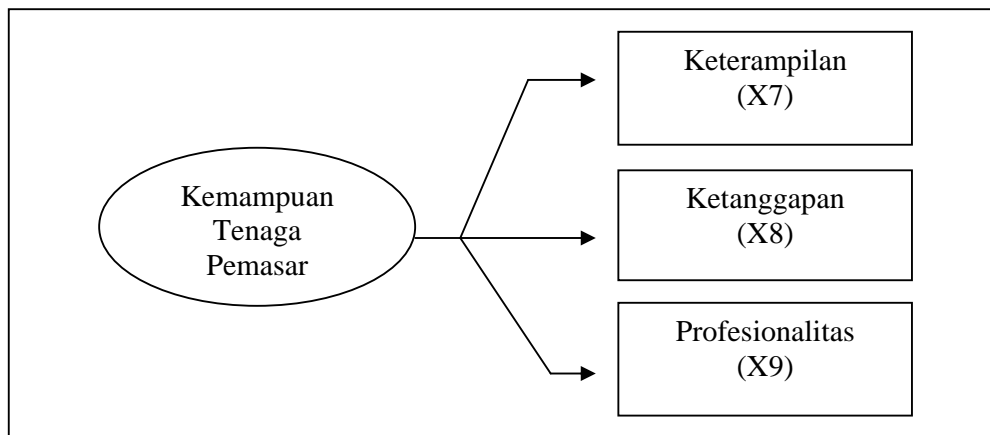 Kemampuan
Tenaga
Pemasar
Keterampilan
(X7)
Ketanggapan
(X8)
Profesionalitas
(X9)